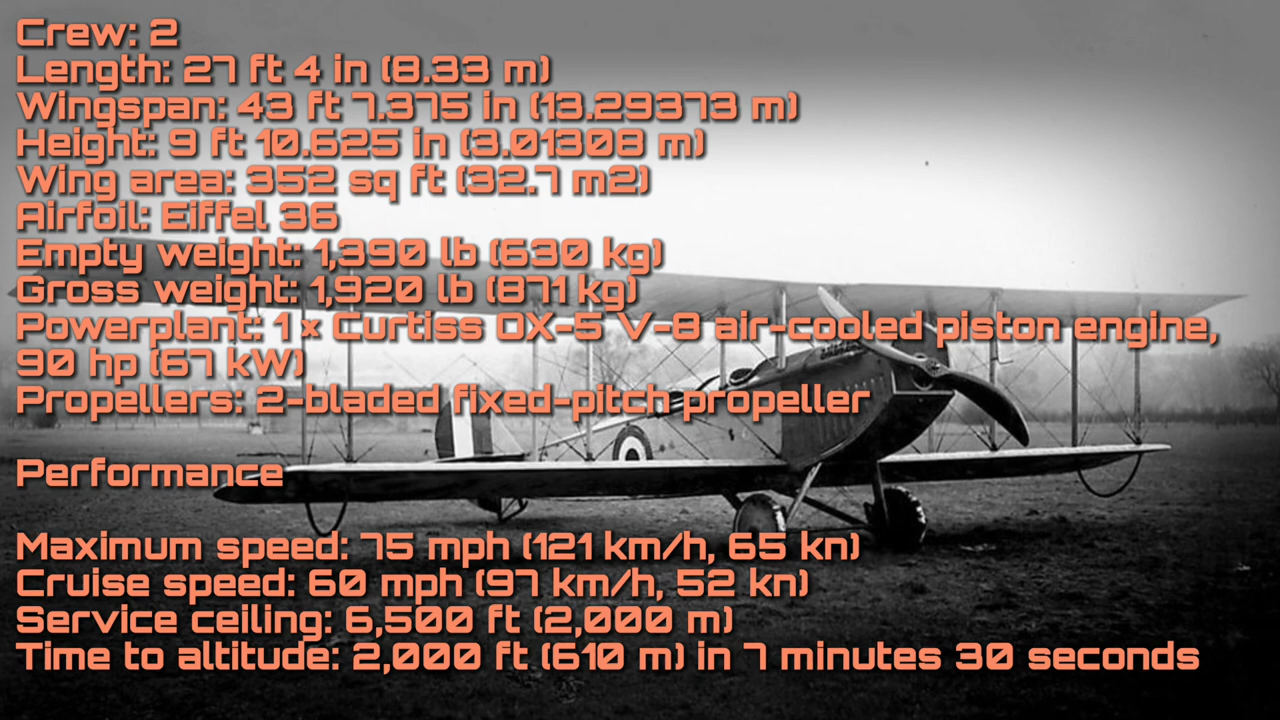 Crew: 2
Length: 27 ft 4 in (8.33 m)
Wingspan: 43 ft 7.375 in (13.29373 m)
Height: 9 ft 10.625 in (3.01308 m)
Wing area: 352 sq ft (32.7 m2)
Airfoil: Eiffel 36
Empty weight: 1,390 lb (630 kg)
Gross weight: 1,920 lb (871 kg)
Powerplant: 1 × Curtiss OX-5 V-8 air-cooled piston engine,
90 hp (67 kW)
Propellers: 2-bladed fixed-pitch propeller
Performance
Maximum speed: 75 mph (121 km/h, 65 kn)
Cruise speed: 60 mph (97 km/h, 52 kn)
Service ceiling: 6,500 ft (2,000 m)
Time to altitude: 2,000 ft (610 m) in 7 minutes 30 seconds